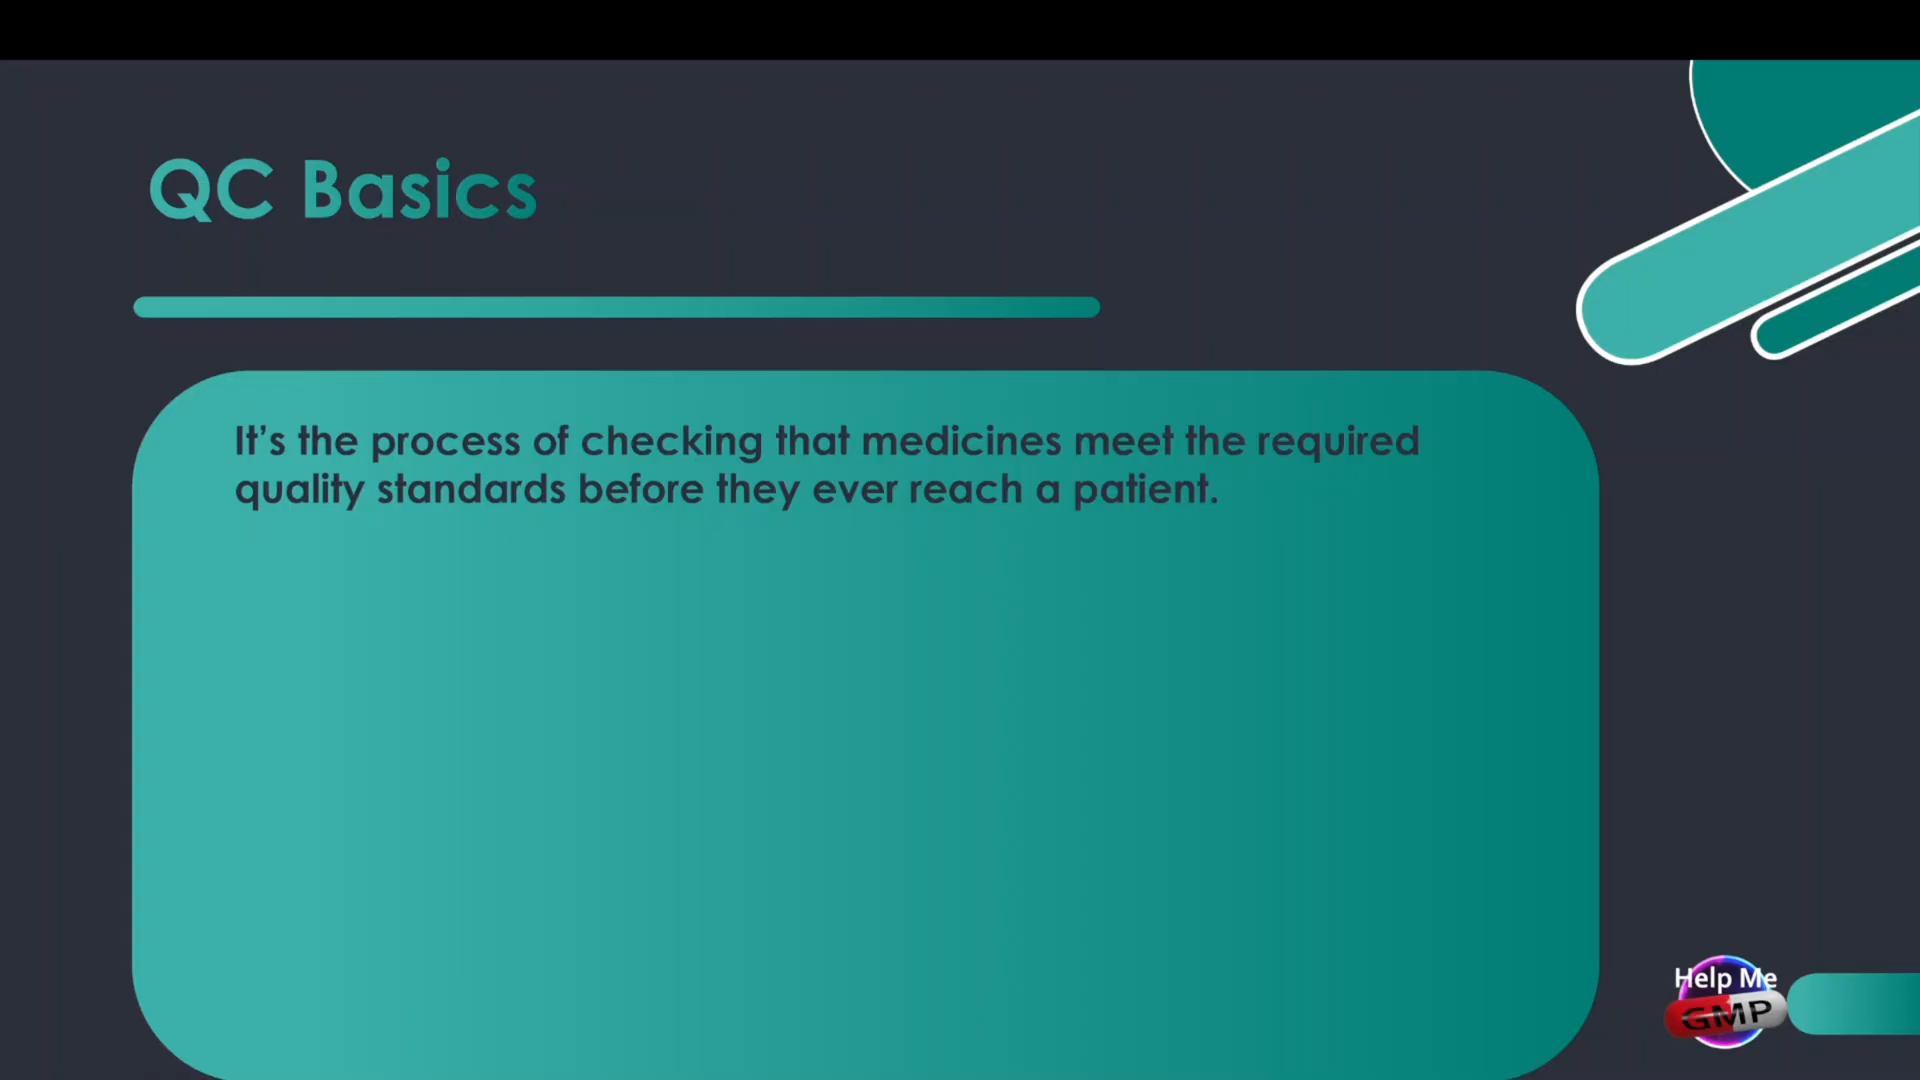 QC Basics
It’s the process of checking that medicines meet the required
quality standards before they ever reach a patient.
Help Me
GMP